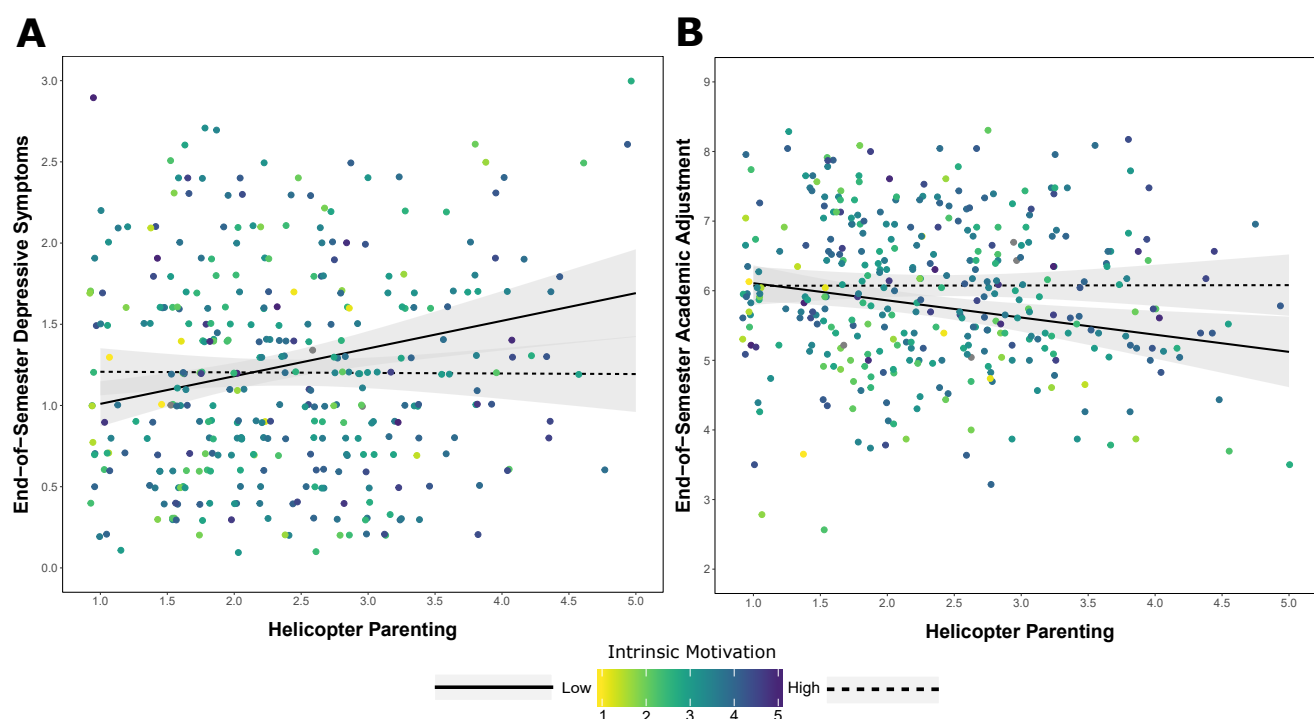 A
End−of−Semester Depressive Symptoms
3.0
2.5
2.0
1.5
1.0
0.5
0.0
1.0 1.5 2.0 2.5 3.0 3.5 4.0 4.5 5.0
Helicopter Parenting
B
End−of−Semester Academic Adjustment
9
8
7
6
5
4
3
2
1.0 1.5 2.0 2.5 3.0 3.5 4.0 4.5 5.0
Helicopter Parenting
Intrinsic Motivation
Low High
1 2 3 4 5